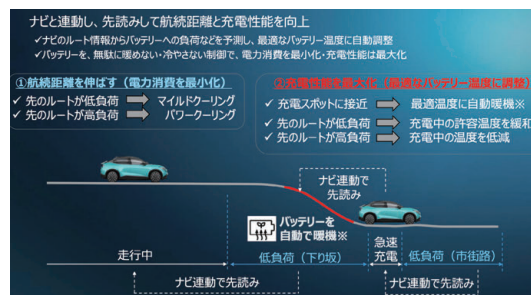 ナビと連動し、先読みして航続距離と充電性能を向上
✓ナビのルート情報からバッテリーへの負荷などを予測し、最適なバッテリー温度に自動調整
✓バッテリーを、無駄に暖めない・冷やさない制御で、電力消費を最小化・充電性能は最大化
①航続距離を伸ばす（電力消費を最小化）
✓ 先のルートが低負荷 マイルドクーリング
✓ 先のルートが高負荷 パワークーリング
②充電性能を最大化（最適なバッテリー温度に調整）
✓ 充電スポットに接近 最適温度に自動暖機※
✓ 先のルートが低負荷 充電中の許容温度を緩和
✓ 先のルートが高負荷 充電中の温度を低減
ナビ連動で
先読み
バッテリーを
自動で暖機※
走行中
低負荷（下り坂）
急速
充電
低負荷（市街路）
ナビ連動で先読み
ナビ連動で先読み